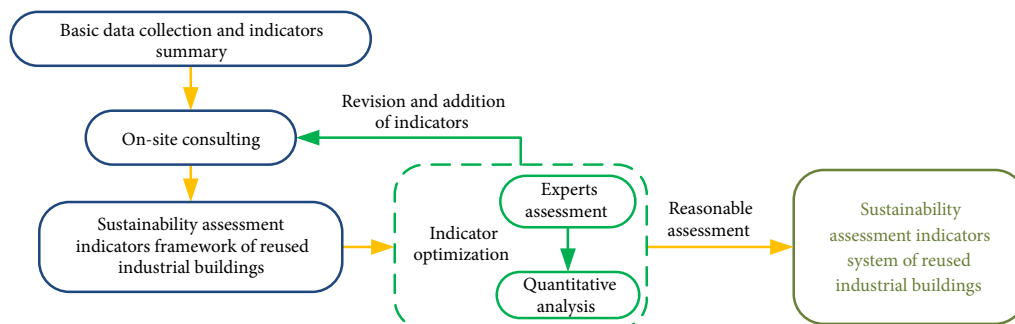 Basic data collection and indicators
summary
Revision and addition
of indicators
On-site consulting
Sustainability assessment
indicators framework of reused
industrial buildings
Indicator
optimization
Experts
assessment
Quantitative
analysis
Reasonable
assessment
Sustainability
assessment indicators
system of reused
industrial buildings